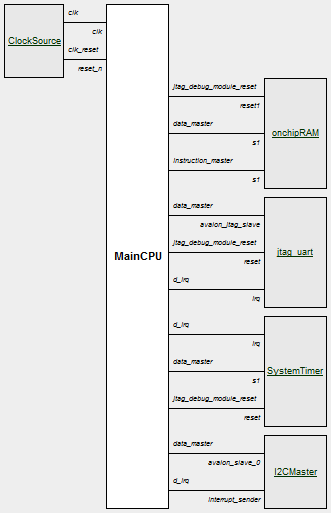 clk
ClockSource
clk
clk_reset
reset_n
jtag_debug_module_reset
reset1
data_master
onchipRAM
s1
instruction_master
s1
data_master
avalon_jtag_slave
jtag_debug_module_reset
jtag_uart
MainCPU
reset
d_irq
irq
d_irq
irq
data_master
SystemTimer
s1
jtag_debug_module_reset
reset
data_master
avalon_slave_0
I2CMaster
d_irq
interrupt_sender